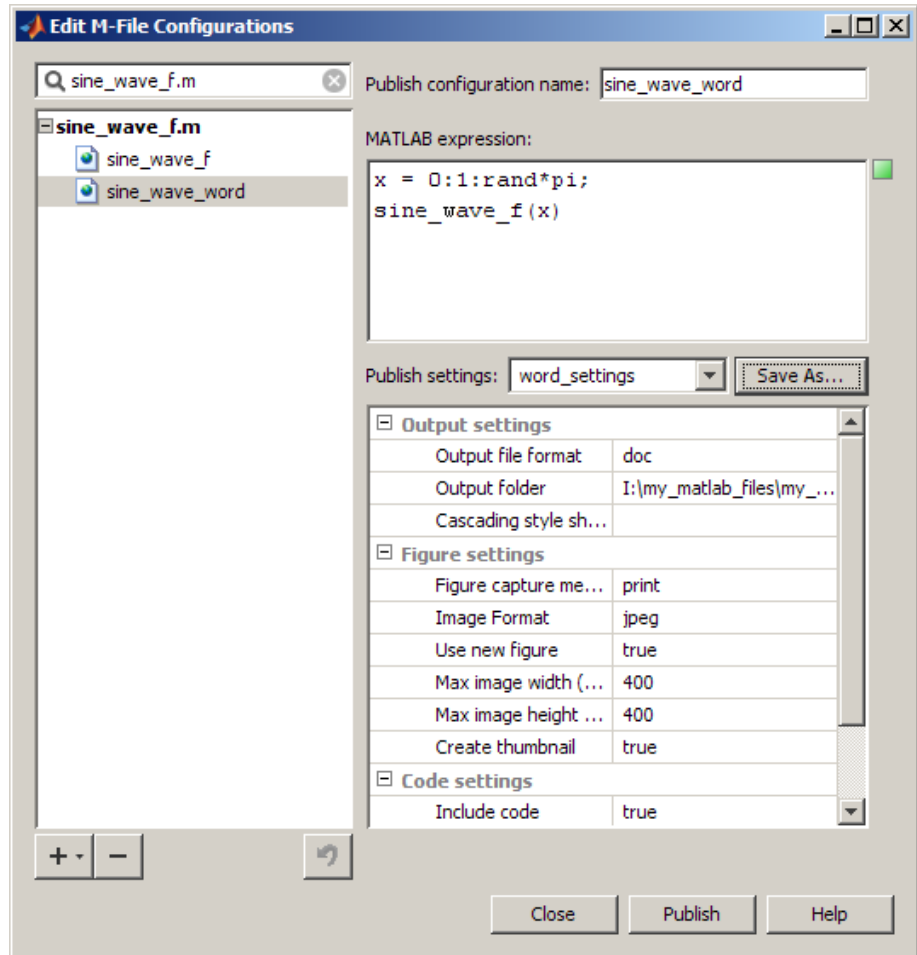 Edit M-File Configurations
sine_wave_f.m
sine_wave_f.m
sine_wave_f
sine_wave_word
Publish configuration name: sine_wave_word
MATLAB expression:
x = 0:1:rand*pi;
sine_wave_f(x)
Publish settings: word_settings Save As...
Output settings
Output file format doc
Output folder I:\my_matlab_files\my_...
Cascading style sh...
Figure settings
Figure capture me... print
Image Format jpeg
Use new figure true
Max image width (... 400
Max image height ... 400
Create thumbnail true
Code settings
Include code true
Close Publish Help